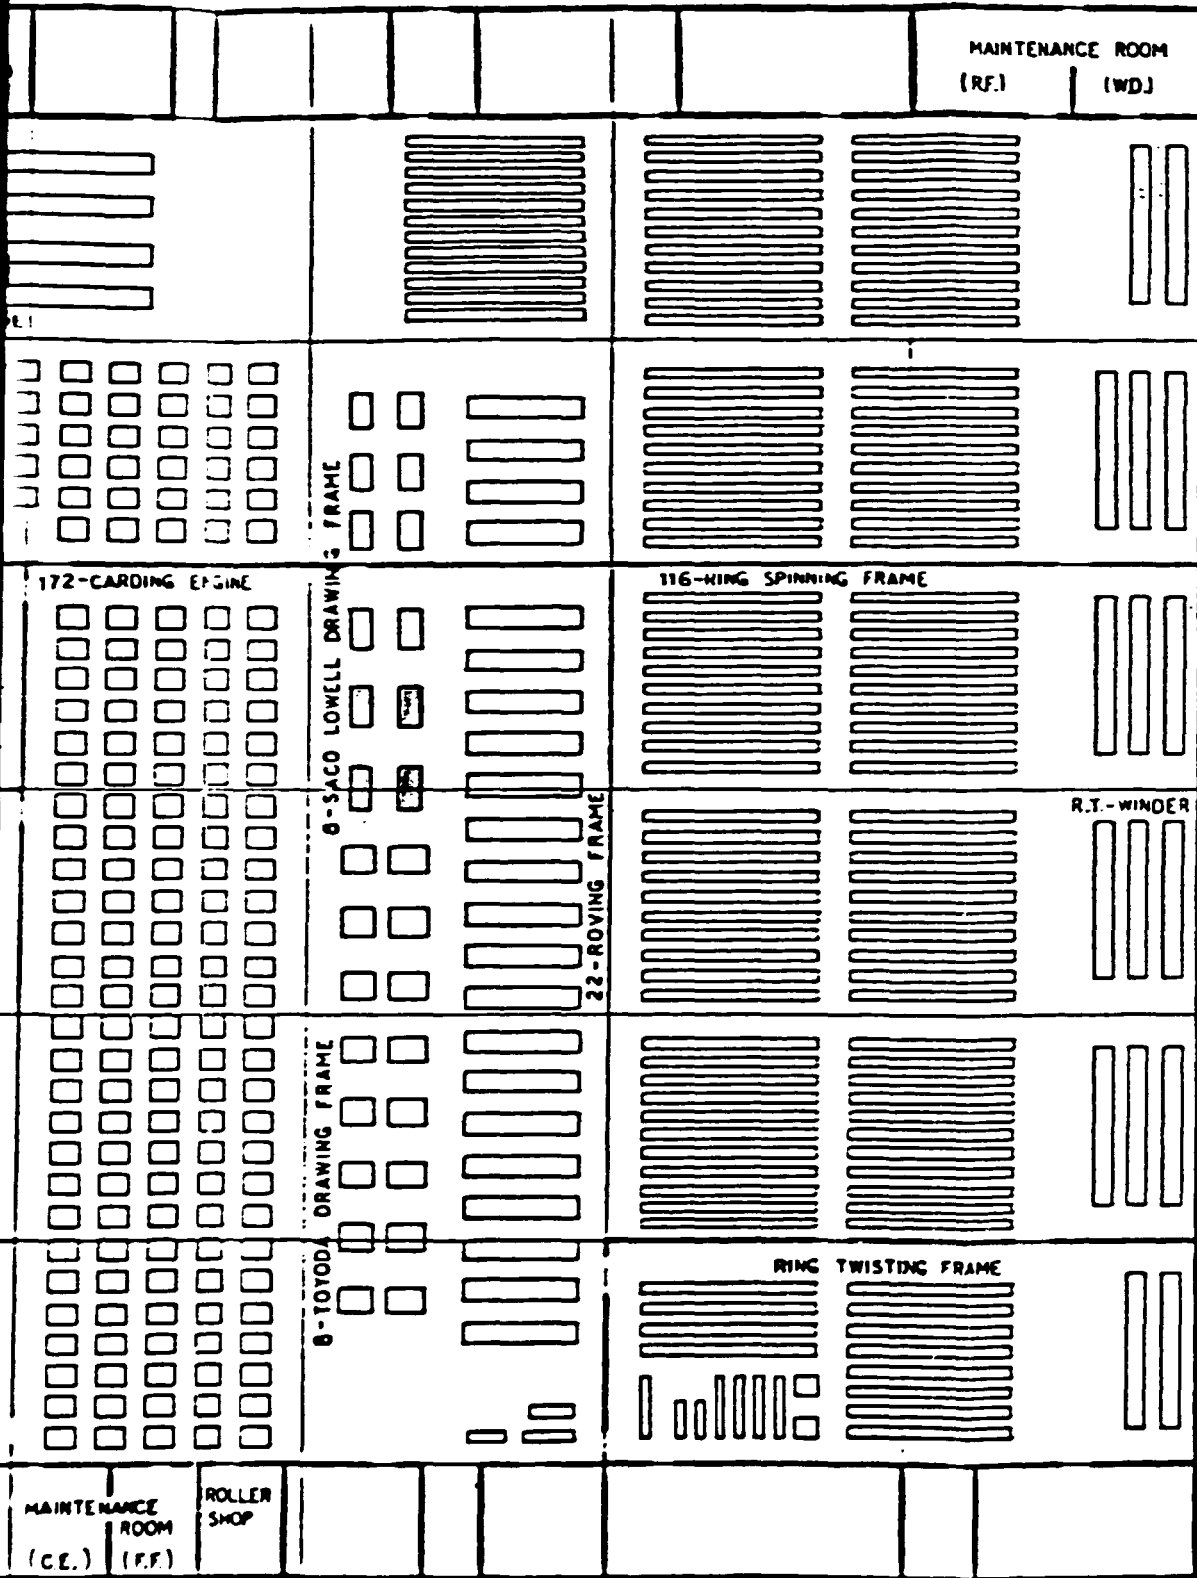 MAINTENANCE ROOM
(RF.) (WD.)
172-CARDING ENGINE
8-SACO LOWELL DRAWING FRAME
116-RING SPINNING FRAME
R.T.-WINDER
22-ROVING FRAME
8-TOYODA DRAWING FRAME
RING TWISTING FRAME
MAINTENANCE
ROOM
(C.E.) (F.F.)
ROLLER
SHOP